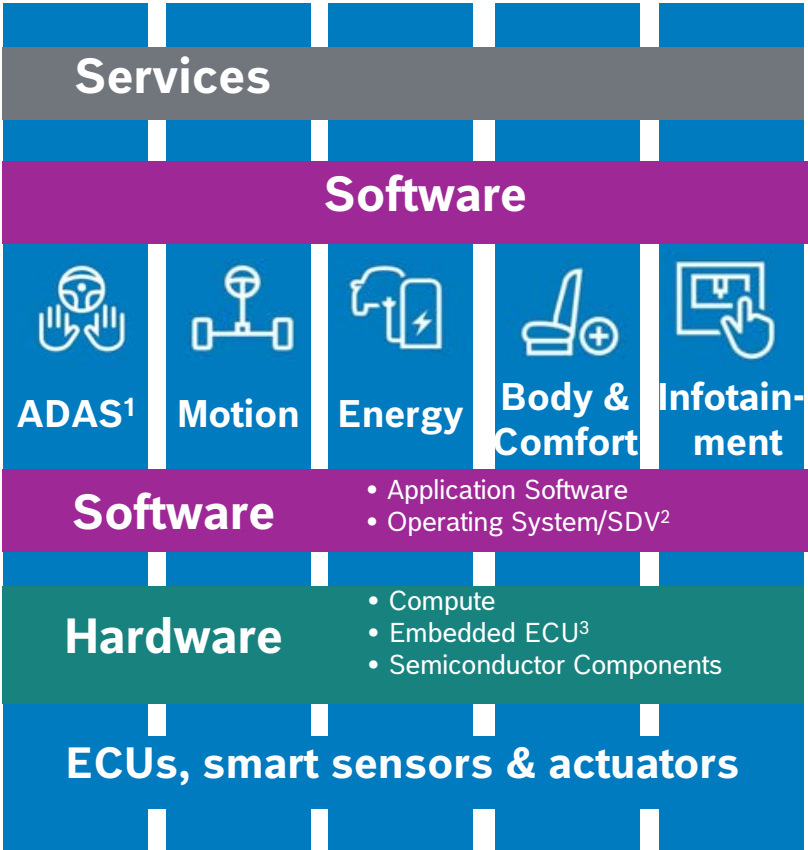 Services
Software
ADAS¹
Motion
Energy
Body &
Comfort
Infotain-
ment
Software
• Application Software
• Operating System/SDV²
Hardware
• Compute
• Embedded ECU³
• Semiconductor Components
ECUs, smart sensors & actuators